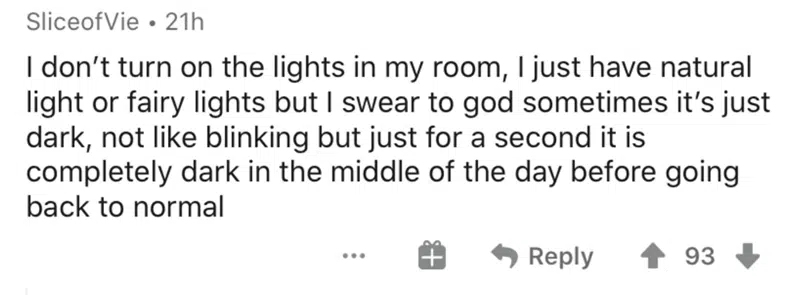 SliceofVie • 21h
I don't turn on the lights in my room, I just have natural
light or fairy lights but I swear to god sometimes it's just
dark, not like blinking but just for a second it is
completely dark in the middle of the day before going
back to normal
••• Reply 93